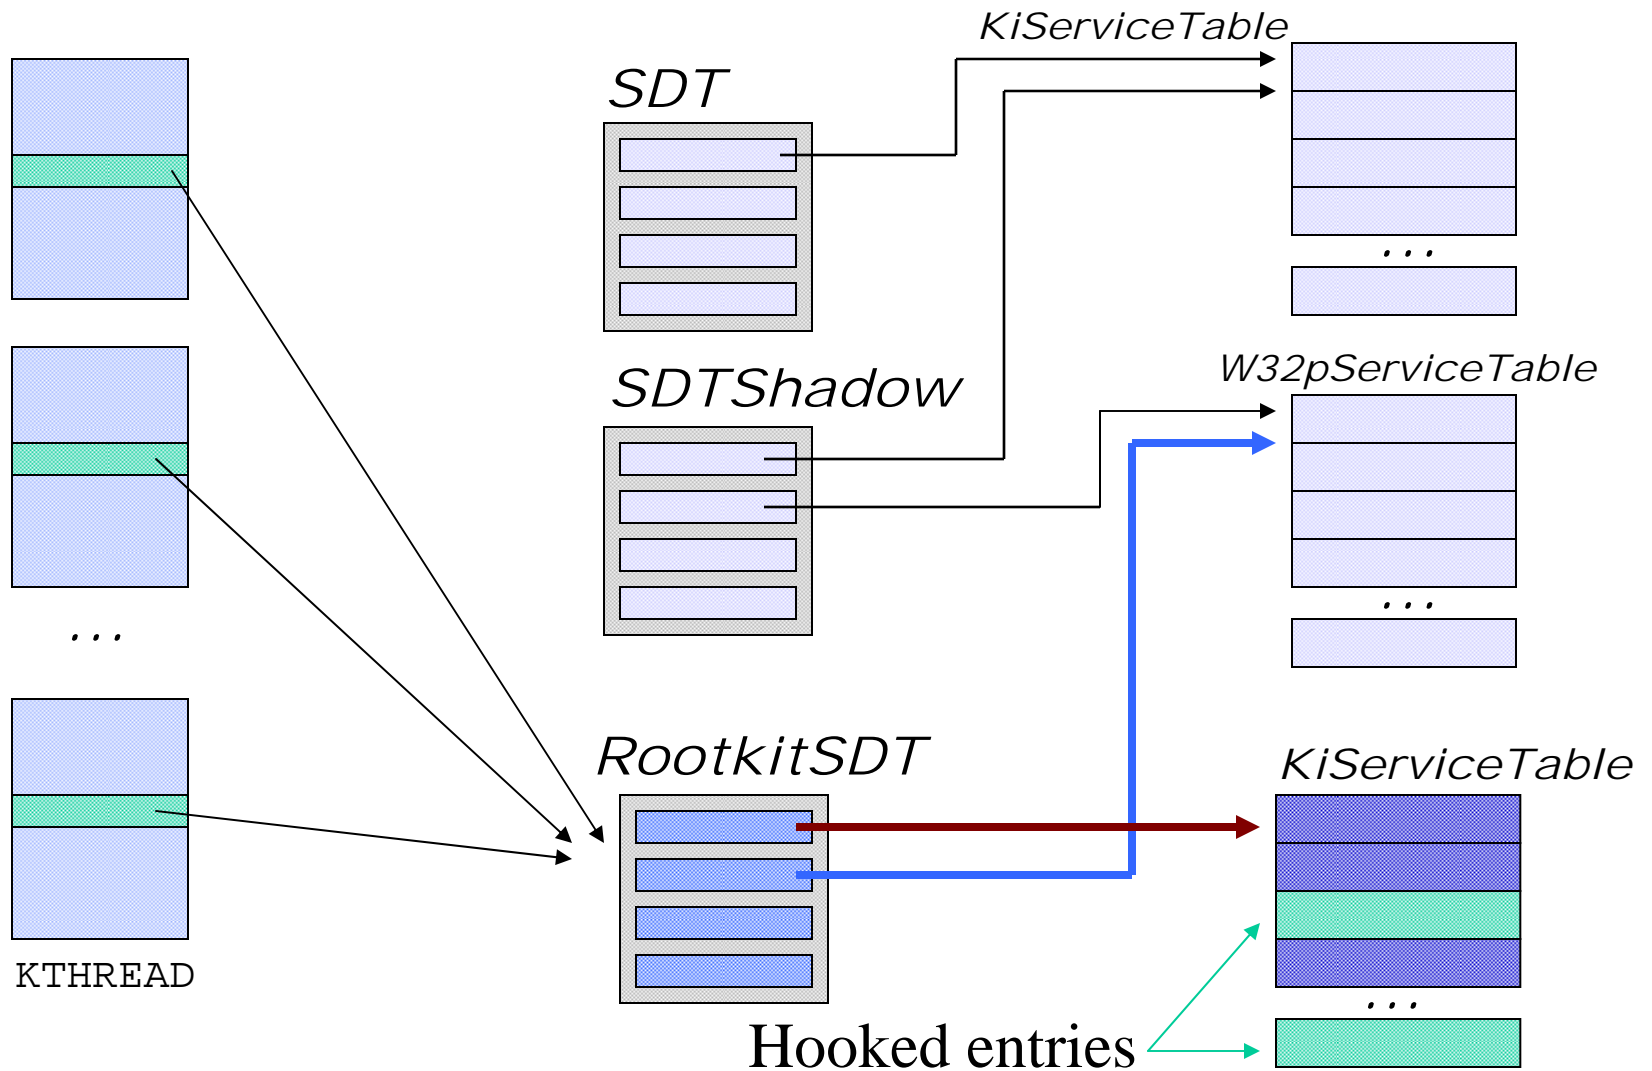 KiServiceTable
SDT
...
W32pServiceTable
SDTShadow
...
...
RootkitSDT
KiServiceTable
KTHREAD
...
Hooked entries